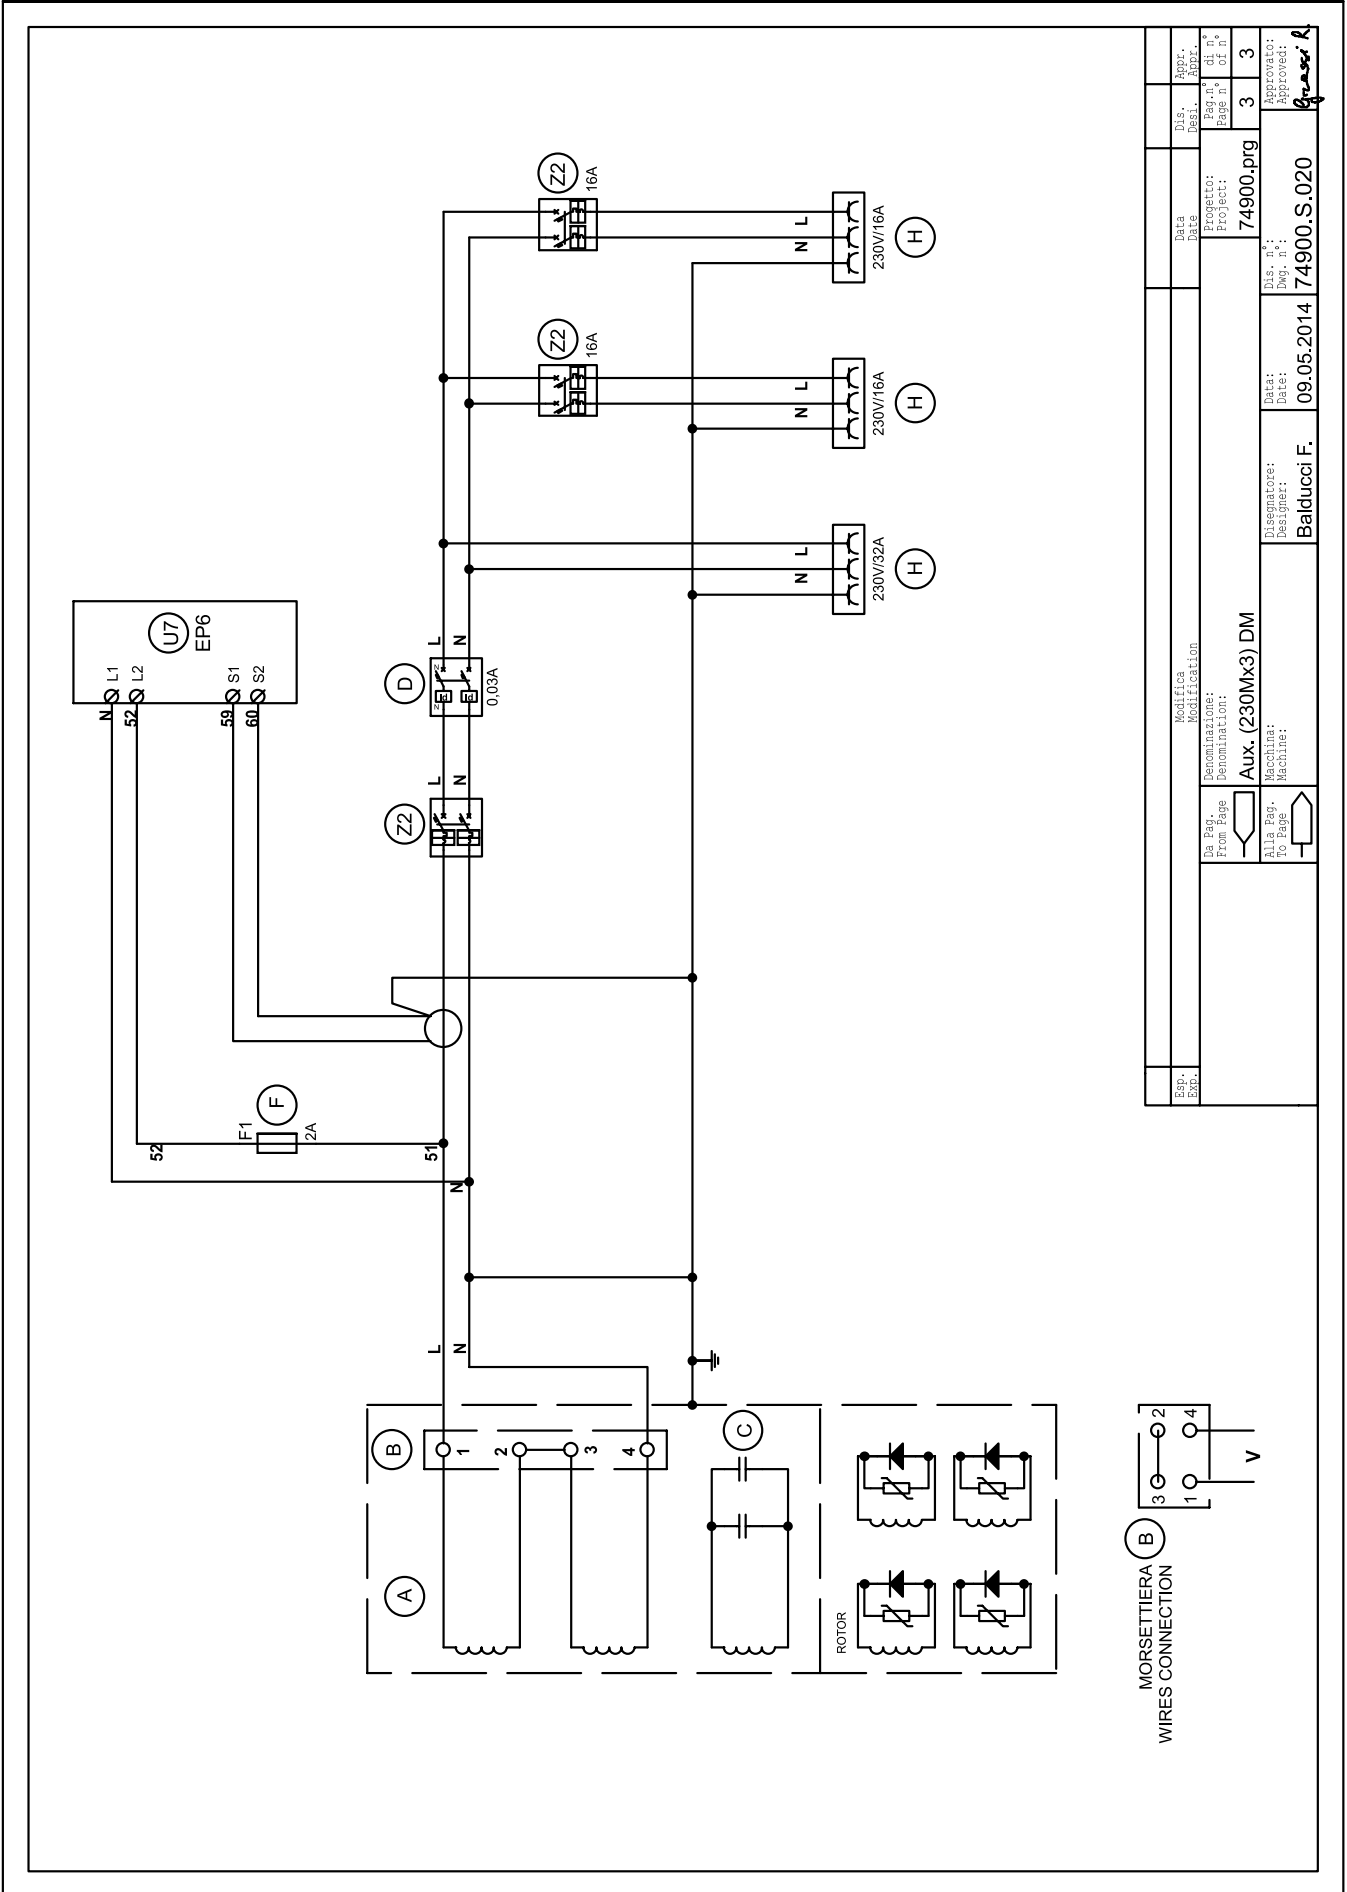 U7
EP6
L1
L2
S1
S2
N
52
59
60
F
F1
2A
52
51
N
L
N
Z2
L
N
D
0,03A
L
N
Z2
16A
Z2
16A
N
L
230V/32A
H
N
L
230V/16A
H
N
L
230V/16A
H
A
B
1
2
3
4
C
ROTOR
MORSETTIERA
WIRES CONNECTION
B
3
2
1
4
V
Esp.
Exp.
Modifica
Modification
Data
Date
Dis.
Desi.
Appr.
Appr.
Da Pag.
From Page
Denominazione:
Denomination:
Aux. (230Mx3) DM
Progetto:
Project:
74900.prg
Pag.n°
Page n°
3
di n°
of n°
3
Alla Pag.
To Page
Macchina:
Machine:
Disegnatore:
Designer:
Balducci F.
Data:
Date:
09.05.2014
Dis. n°:
Dwg. n°:
74900.S.020
Approvato:
Approved:
Grassi R.